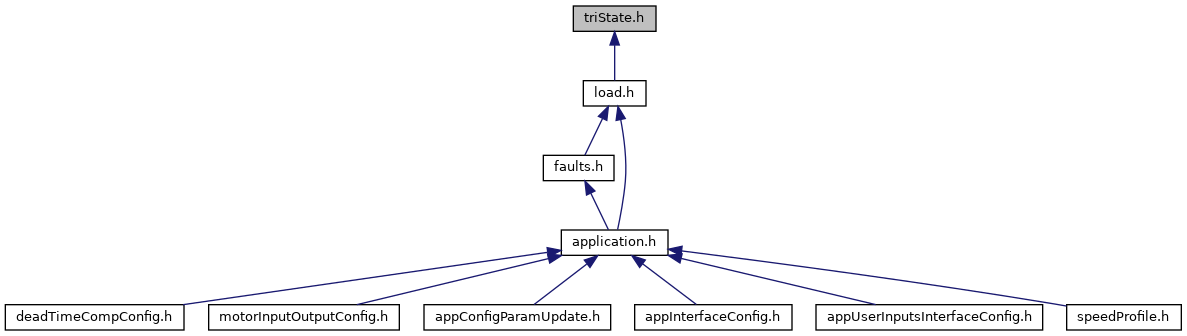 triState.h
load.h
faults.h
application.h
deadTimeCompConfig.h
motorInputOutputConfig.h
appConfigParamUpdate.h
appInterfaceConfig.h
appUserInputsInterfaceConfig.h
speedProfile.h